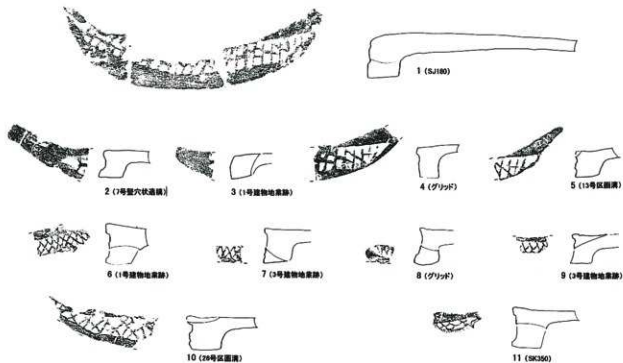 1 (SJ180)
2 (7号竪穴状遺構)
3 (1号建物地業跡)
4 (グリッド)
5 (13号区画溝)
6 (1号建物地業跡)
7 (3号建物地業跡)
8 (グリッド)
9 (3号建物地業跡)
10 (26号区画溝)
11 (SK350)